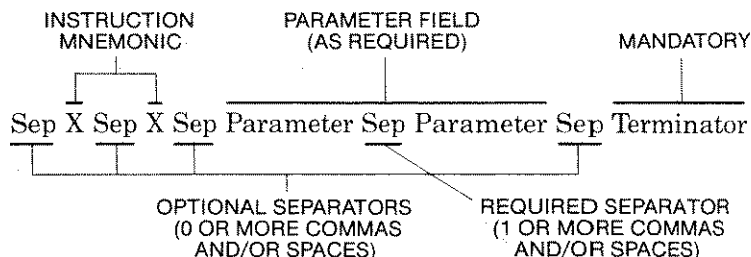 INSTRUCTION
MNEMONIC
PARAMETER FIELD
(AS REQUIRED)
MANDATORY
Sep X Sep X Sep Parameter Sep Parameter Sep Terminator
OPTIONAL SEPARATORS
(0 OR MORE COMMAS
AND/OR SPACES)
REQUIRED SEPARATOR
(1 OR MORE COMMAS
AND/OR SPACES)